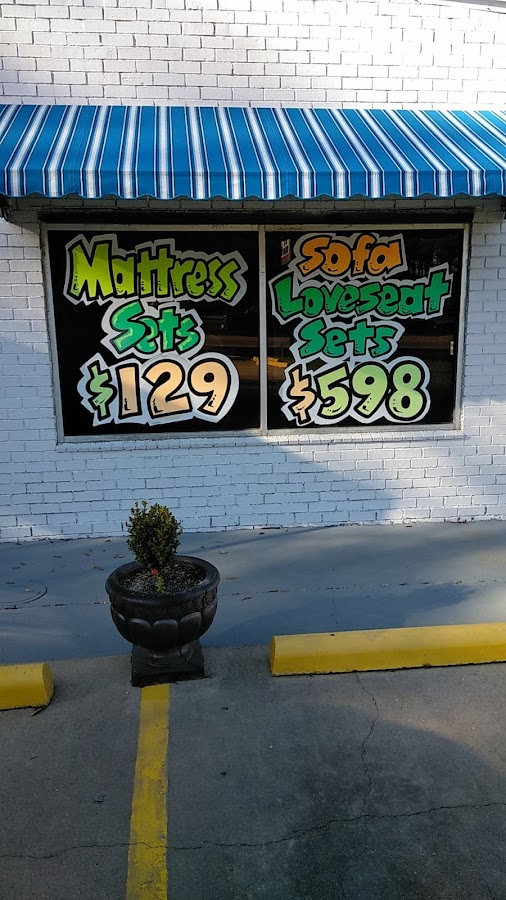 Mattress
Sets
$129
Sofa
Loveseat
Sets
$598